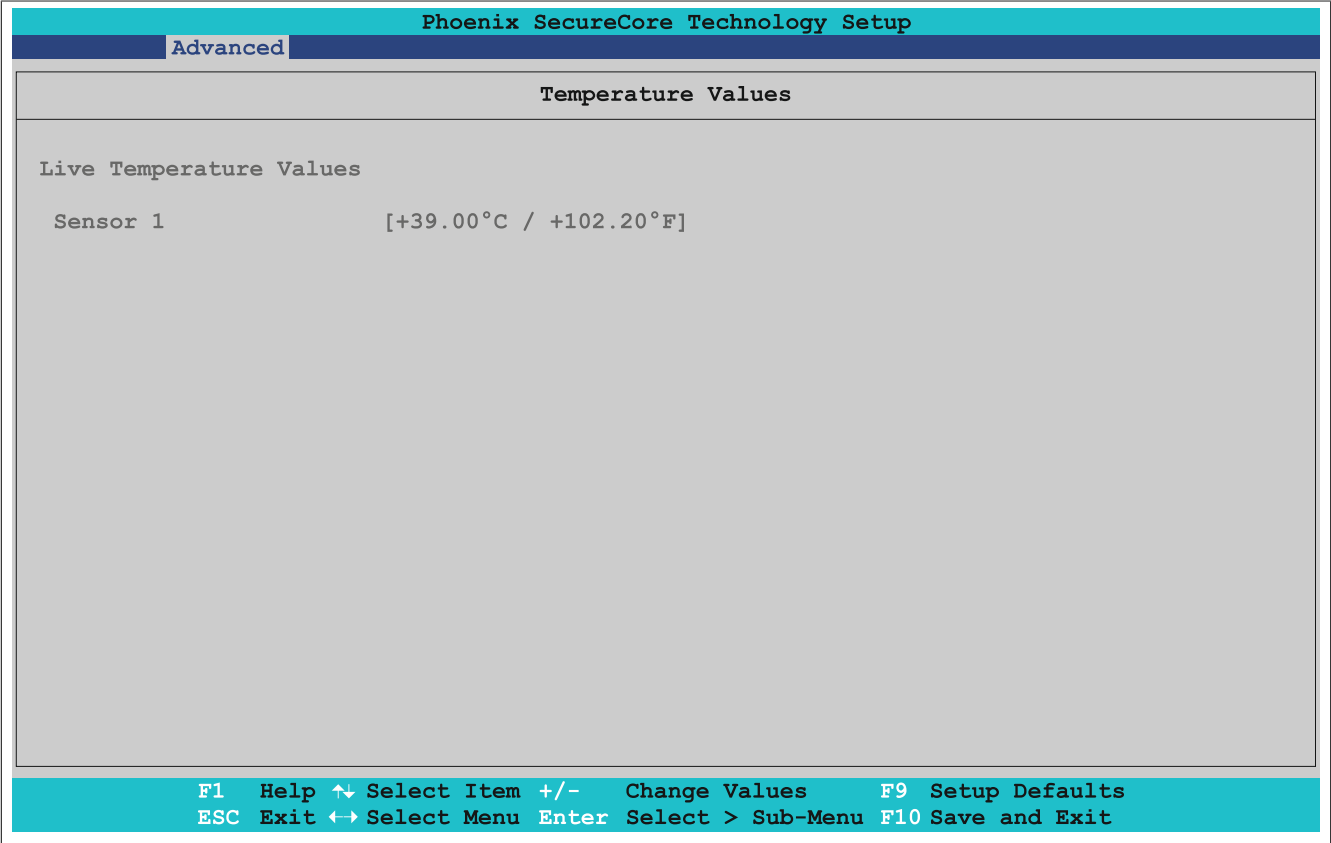 Phoenix SecureCore Technology Setup
Advanced
Temperature Values
Live Temperature Values
Sensor 1 [+39.00°C / +102.20°F]
F1 Help ↑↓ Select Item +/- Change Values F9 Setup Defaults
ESC Exit ←→ Select Menu Enter Select > Sub-Menu F10 Save and Exit